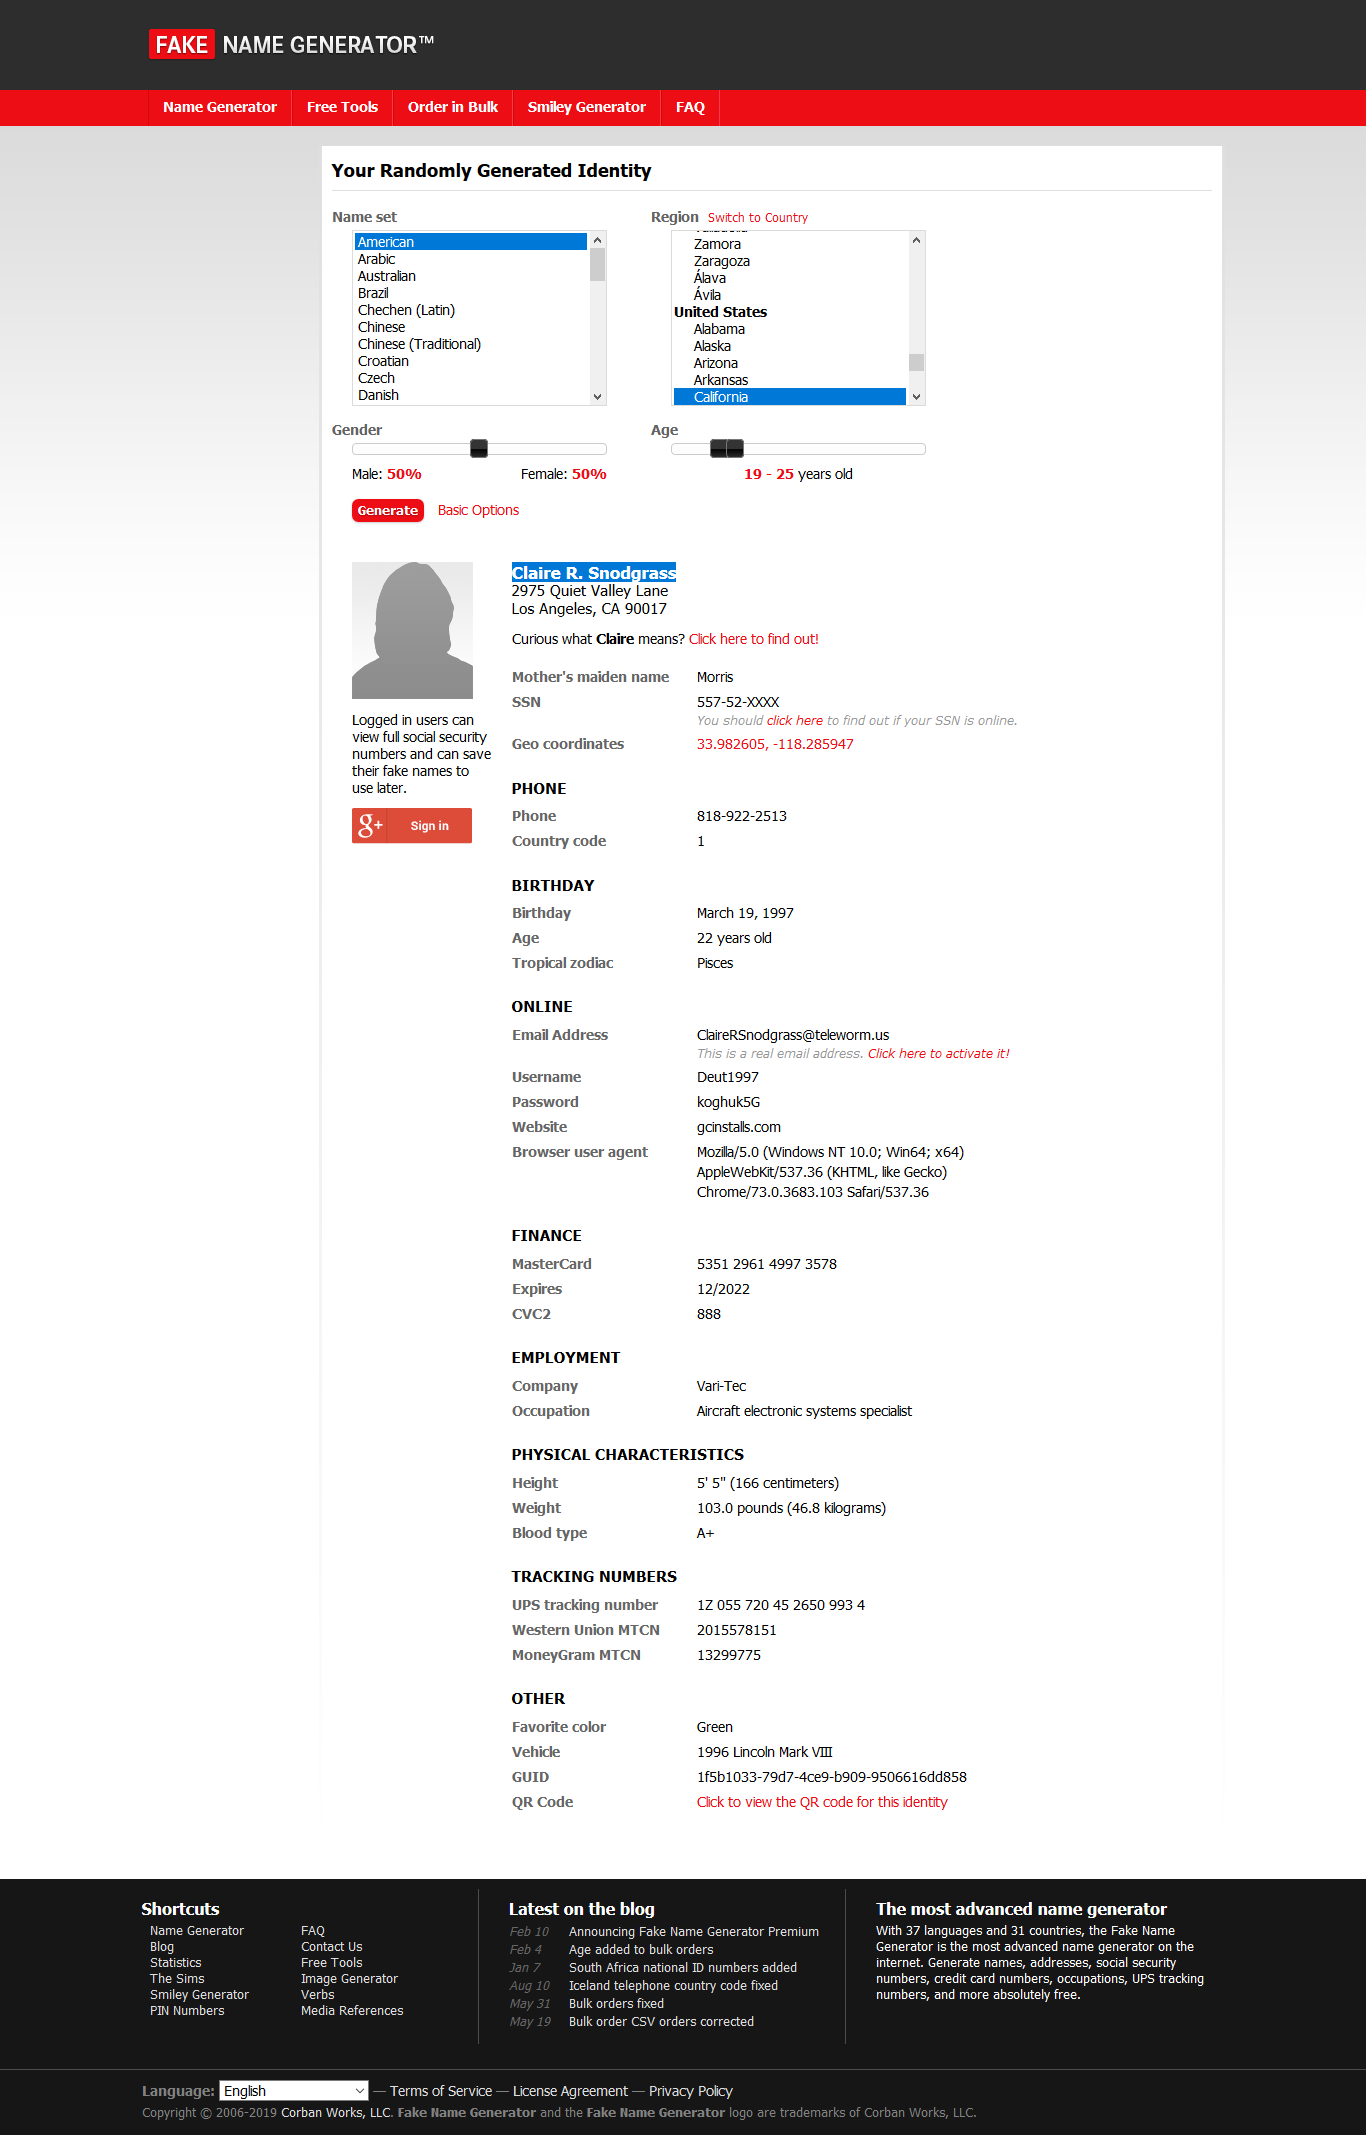 FAKE NAME GENERATOR™
Name Generator Free Tools Order in Bulk Smiley Generator FAQ
Your Randomly Generated Identity
Name set
American
Arabic
Australian
Brazil
Chechen (Latin)
Chinese
Chinese (Traditional)
Croatian
Czech
Danish
Region Switch to Country
Zamora
Zaragoza
Álava
Ávila
United States
Alabama
Alaska
Arizona
Arkansas
California
Gender
Male: 50% Female: 50%
Age
19 - 25 years old
Generate Basic Options
Logged in users can
view full social security
numbers and can save
their fake names to
use later.
g+ Sign in
Claire R. Snodgrass
2975 Quiet Valley Lane
Los Angeles, CA 90017
Curious what Claire means? Click here to find out!
Mother's maiden name Morris
SSN 557-52-XXXX
You should click here to find out if your SSN is online.
Geo coordinates 33.982605, -118.285947
PHONE
Phone 818-922-2513
Country code 1
BIRTHDAY
Birthday March 19, 1997
Age 22 years old
Tropical zodiac Pisces
ONLINE
Email Address ClaireRSnodgrass@teleworm.us
This is a real email address. Click here to activate it!
Username Deut1997
Password koghuk5G
Website gcinstalls.com
Browser user agent Mozilla/5.0 (Windows NT 10.0; Win64; x64)
AppleWebKit/537.36 (KHTML, like Gecko)
Chrome/73.0.3683.103 Safari/537.36
FINANCE
MasterCard 5351 2961 4997 3578
Expires 12/2022
CVC2 888
EMPLOYMENT
Company Vari-Tec
Occupation Aircraft electronic systems specialist
PHYSICAL CHARACTERISTICS
Height 5' 5" (166 centimeters)
Weight 103.0 pounds (46.8 kilograms)
Blood type A+
TRACKING NUMBERS
UPS tracking number 1Z 055 720 45 2650 993 4
Western Union MTCN 2015578151
MoneyGram MTCN 13299775
OTHER
Favorite color Green
Vehicle 1996 Lincoln Mark VIII
GUID 1f5b1033-79d7-4ce9-b909-9506616dd858
QR Code Click to view the QR code for this identity
Shortcuts
Name Generator
Blog
Statistics
The Sims
Smiley Generator
PIN Numbers
FAQ
Contact Us
Free Tools
Image Generator
Verbs
Media References
Latest on the blog
Feb 10 Announcing Fake Name Generator Premium
Feb 4 Age added to bulk orders
Jan 7 South Africa national ID numbers added
Aug 10 Iceland telephone country code fixed
May 31 Bulk orders fixed
May 19 Bulk order CSV orders corrected
The most advanced name generator
With 37 languages and 31 countries, the Fake Name
Generator is the most advanced name generator on the
internet. Generate names, addresses, social security
numbers, credit card numbers, occupations, UPS tracking
numbers, and more absolutely free.
Language: English — Terms of Service — License Agreement — Privacy Policy
Copyright © 2006-2019 Corban Works, LLC. Fake Name Generator and the Fake Name Generator logo are trademarks of Corban Works, LLC.